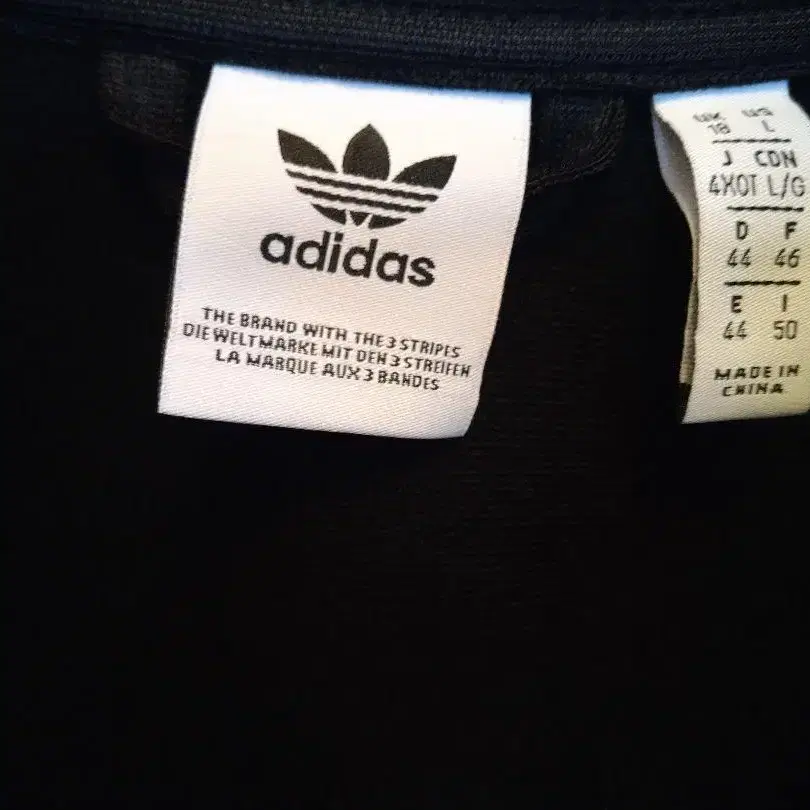 adidas
THE BRAND WITH THE 3 STRIPES
DIE WELTMARKE MIT DEN 3 STREIFEN
LA MARQUE AUX 3 BANDES
UK US
18 L
J CDN
4XOT L/G
D F
44 46
E I
44 50
MADE IN
CHINA